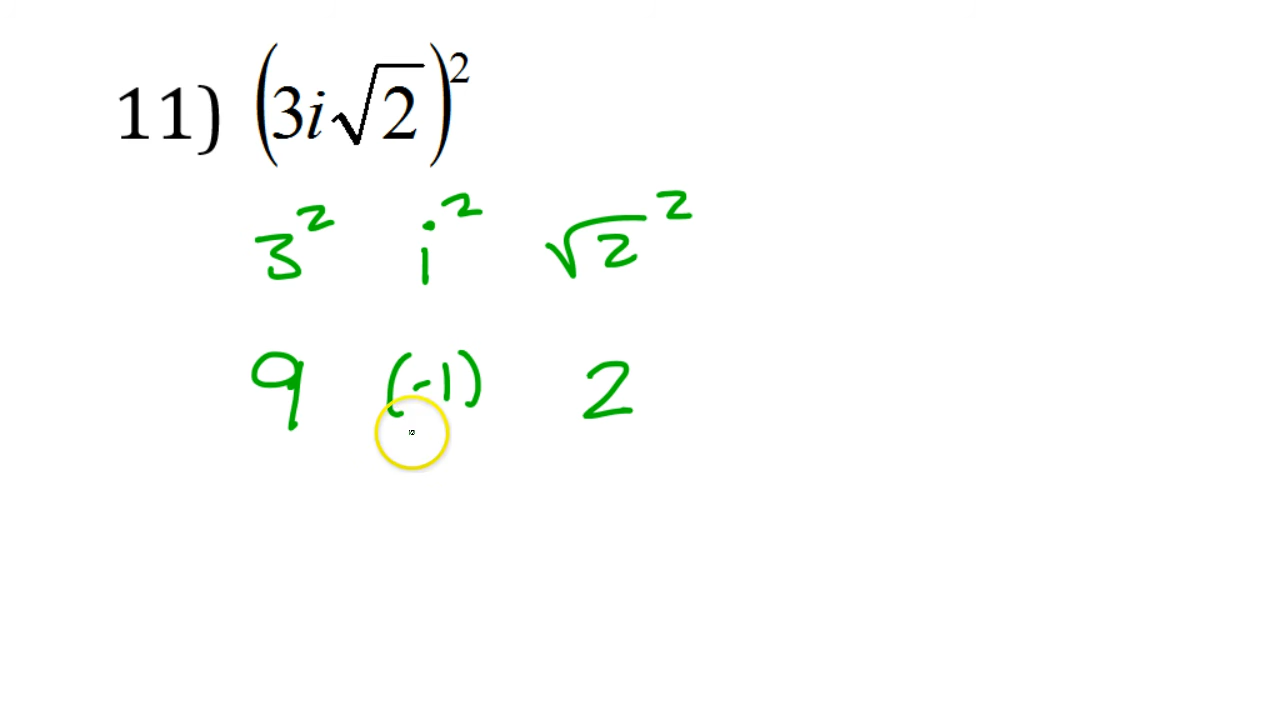 11) (3i√2)²
3² i² √2²
9 (-1) 2